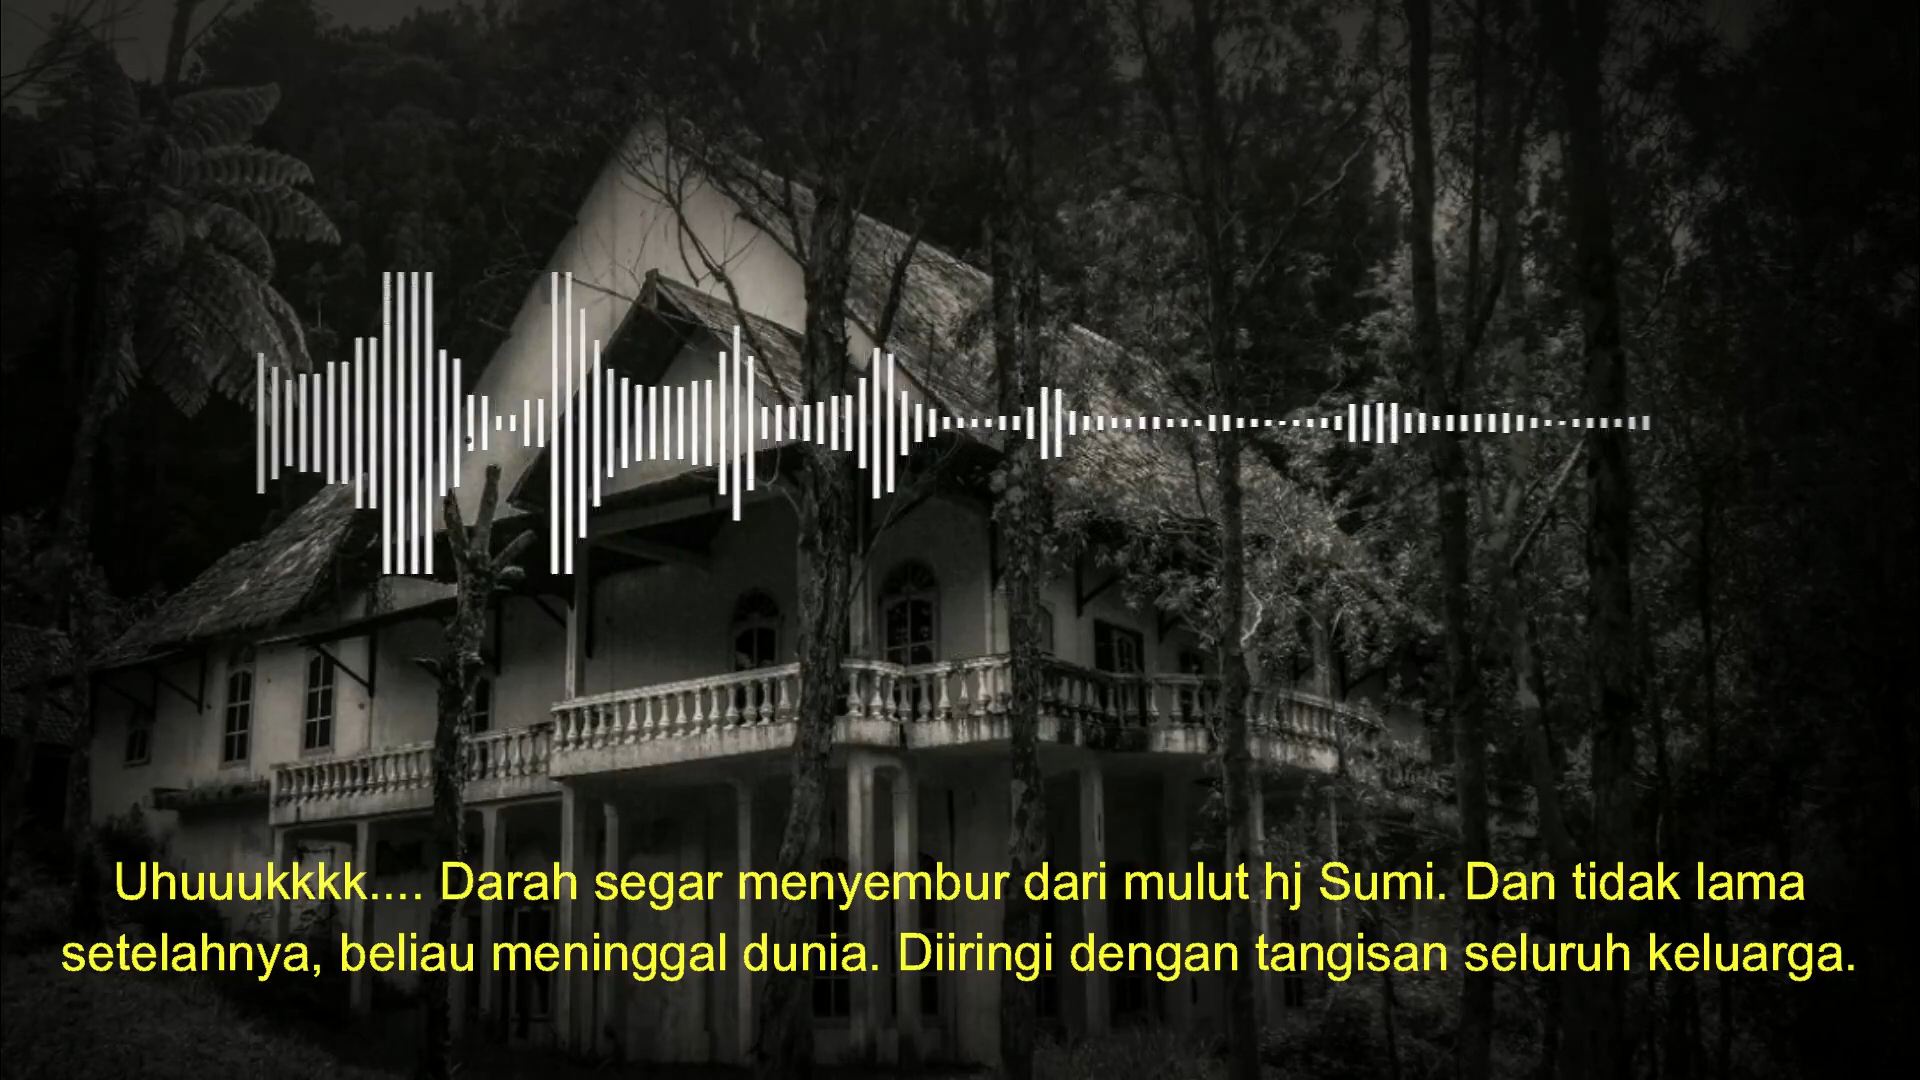 Uhuuukkkk.... Darah segar menyembur dari mulut hj Sumi. Dan tidak lama
setelahnya, beliau meninggal dunia. Diiringi dengan tangisan seluruh keluarga.